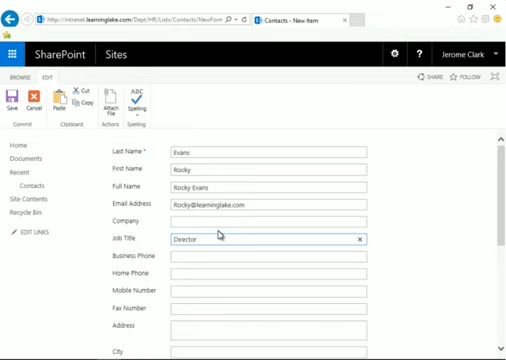 http://intranet.learninglake.com/Dept/HR/Lists/Contacts/NewForm
Contacts - New Item
SharePoint Sites Jerome Clark
BROWSE EDIT SHARE FOLLOW
Save Cancel Paste Cut Copy Attach File ABC Spelling
Commit Clipboard Actions Spelling
Home
Documents
Recent
Contacts
Site Contents
Recycle Bin
EDIT LINKS
Last Name * Evans
First Name Rocky
Full Name Rocky Evans
Email Address Rocky@learninglake.com
Company
Job Title Director
Business Phone
Home Phone
Mobile Number
Fax Number
Address
City